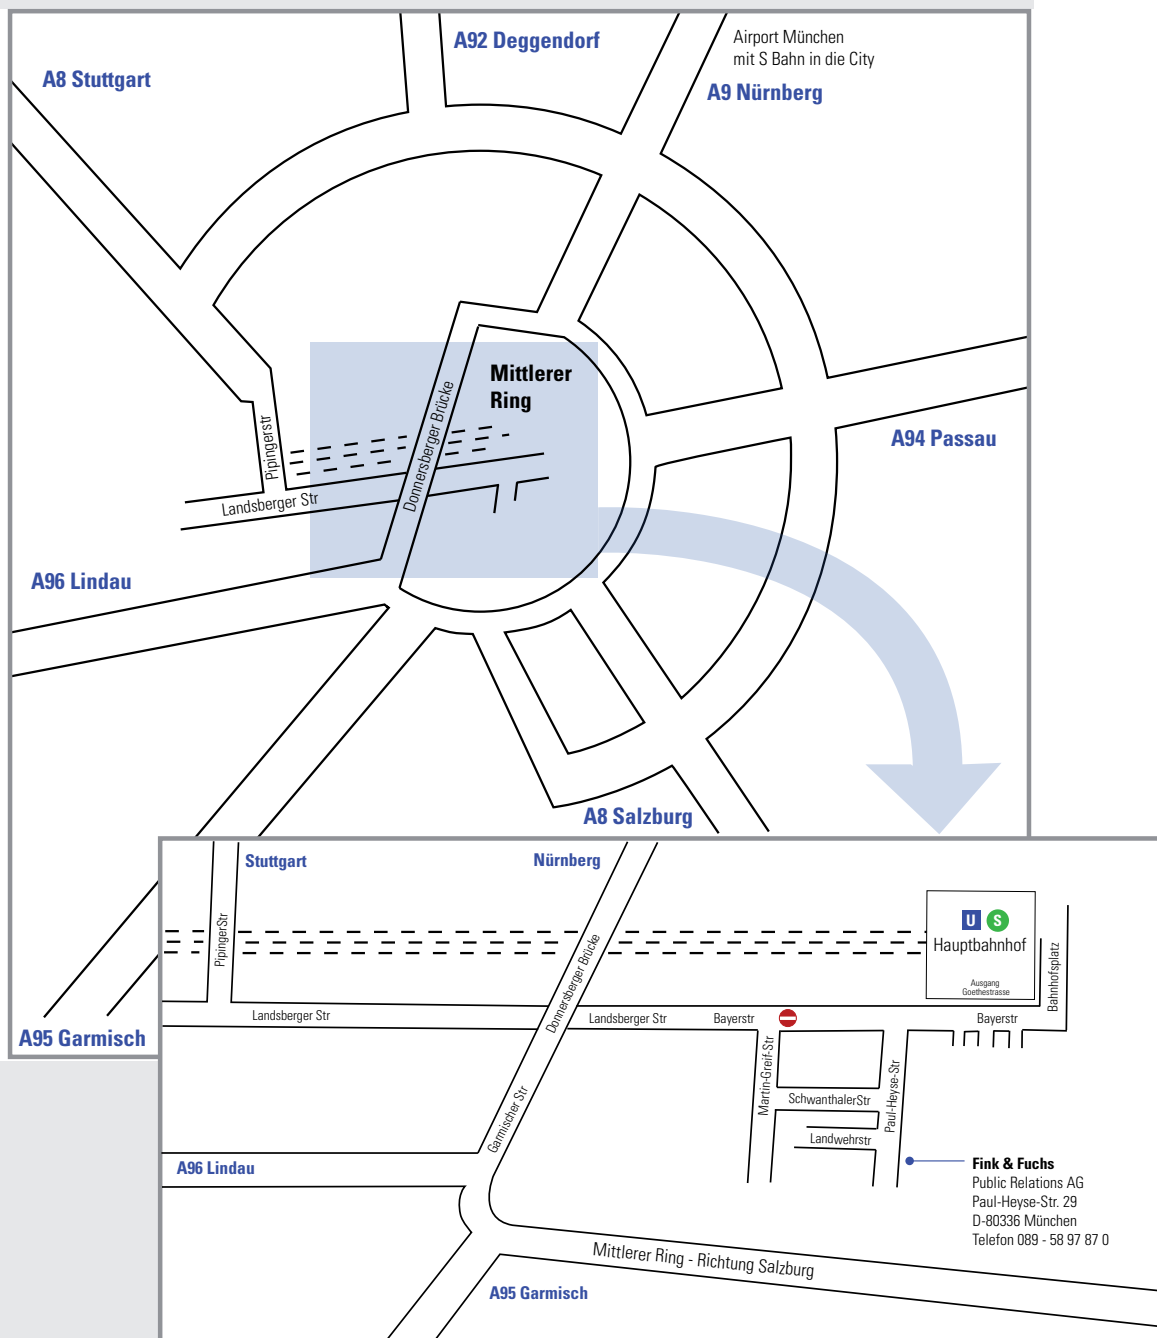 A92 Deggendorf
Airport München
mit S Bahn in die City
A8 Stuttgart
A9 Nürnberg
Mittlerer
Ring
Donnersberger Brücke
Pipingerstr
A94 Passau
Landsberger Str
A96 Lindau
A8 Salzburg
A95 Garmisch
Stuttgart
Nürnberg
U S
Hauptbahnhof
Ausgang
Goethestrasse
Bahnhofsplatz
PipingerStr
Donnersberger Brücke
Landsberger Str
Landsberger Str
Bayerstr
Bayerstr
Martin-Greif-Str
Paul-Heyse-Str
SchwanthalerStr
Landwehrstr
Garmischer Str
A96 Lindau
Fink & Fuchs
Public Relations AG
Paul-Heyse-Str. 29
D-80336 München
Telefon 089 - 58 97 87 0
Mittlerer Ring - Richtung Salzburg
A95 Garmisch